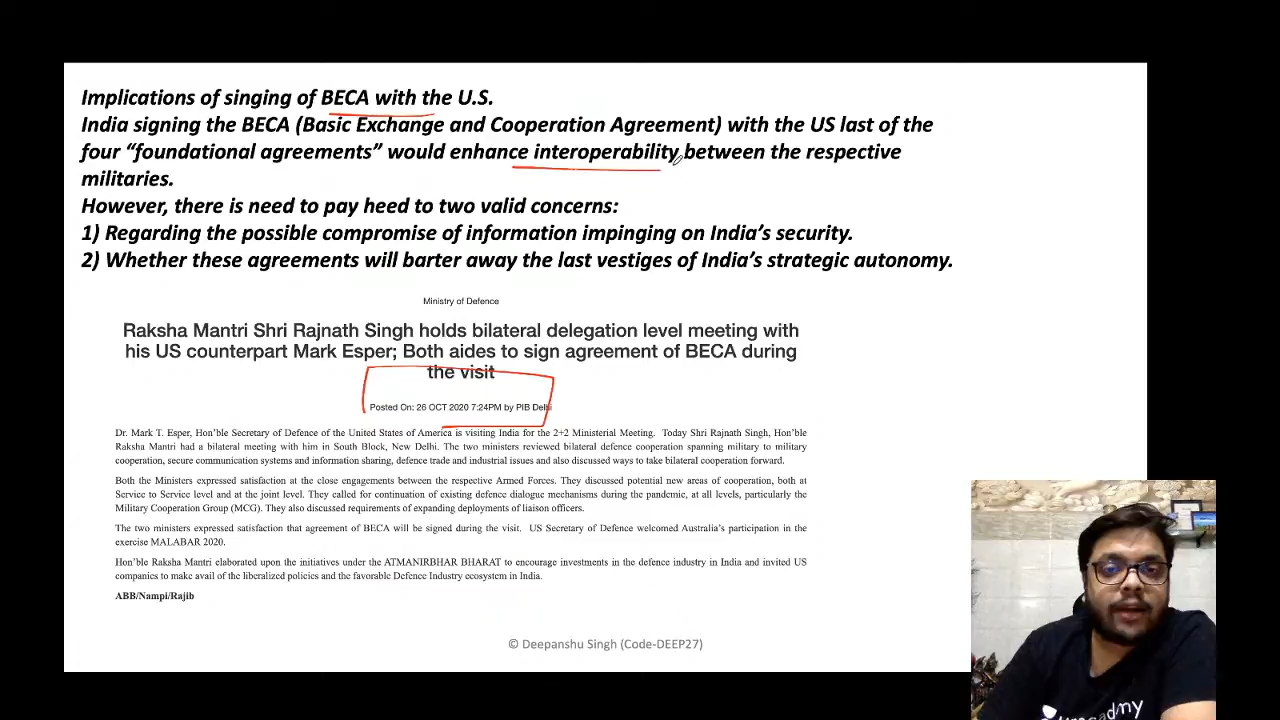 Implications of singing of BECA with the U.S.
India signing the BECA (Basic Exchange and Cooperation Agreement) with the US last of the
four “foundational agreements” would enhance interoperability between the respective
militaries.
However, there is need to pay heed to two valid concerns:
1) Regarding the possible compromise of information impinging on India’s security.
2) Whether these agreements will barter away the last vestiges of India’s strategic autonomy.
Ministry of Defence
Raksha Mantri Shri Rajnath Singh holds bilateral delegation level meeting with
his US counterpart Mark Esper; Both aides to sign agreement of BECA during
the visit
Posted On: 26 OCT 2020 7:24PM by PIB Delhi
Dr. Mark T. Esper, Hon’ble Secretary of Defence of the United States of America is visiting India for the 2+2 Ministerial Meeting. Today Shri Rajnath Singh, Hon’ble
Raksha Mantri had a bilateral meeting with him in South Block, New Delhi. The two ministers reviewed bilateral defence cooperation spanning military to military
cooperation, secure communication systems and information sharing, defence trade and industrial issues and also discussed ways to take bilateral cooperation forward.
Both the Ministers expressed satisfaction at the close engagements between the respective Armed Forces. They discussed potential new areas of cooperation, both at
Service to Service level and at the joint level. They called for continuation of existing defence dialogue mechanisms during the pandemic, at all levels, particularly the
Military Cooperation Group (MCG). They also discussed requirements of expanding deployments of liaison officers.
The two ministers expressed satisfaction that agreement of BECA will be signed during the visit. US Secretary of Defence welcomed Australia’s participation in the
exercise MALABAR 2020.
Hon’ble Raksha Mantri elaborated upon the initiatives under the ATMANIRBHAR BHARAT to encourage investments in the defence industry in India and invited US
companies to make avail of the liberalized policies and the favorable Defence Industry ecosystem in India.
ABB/Nampi/Rajib
© Deepanshu Singh (Code-DEEP27)